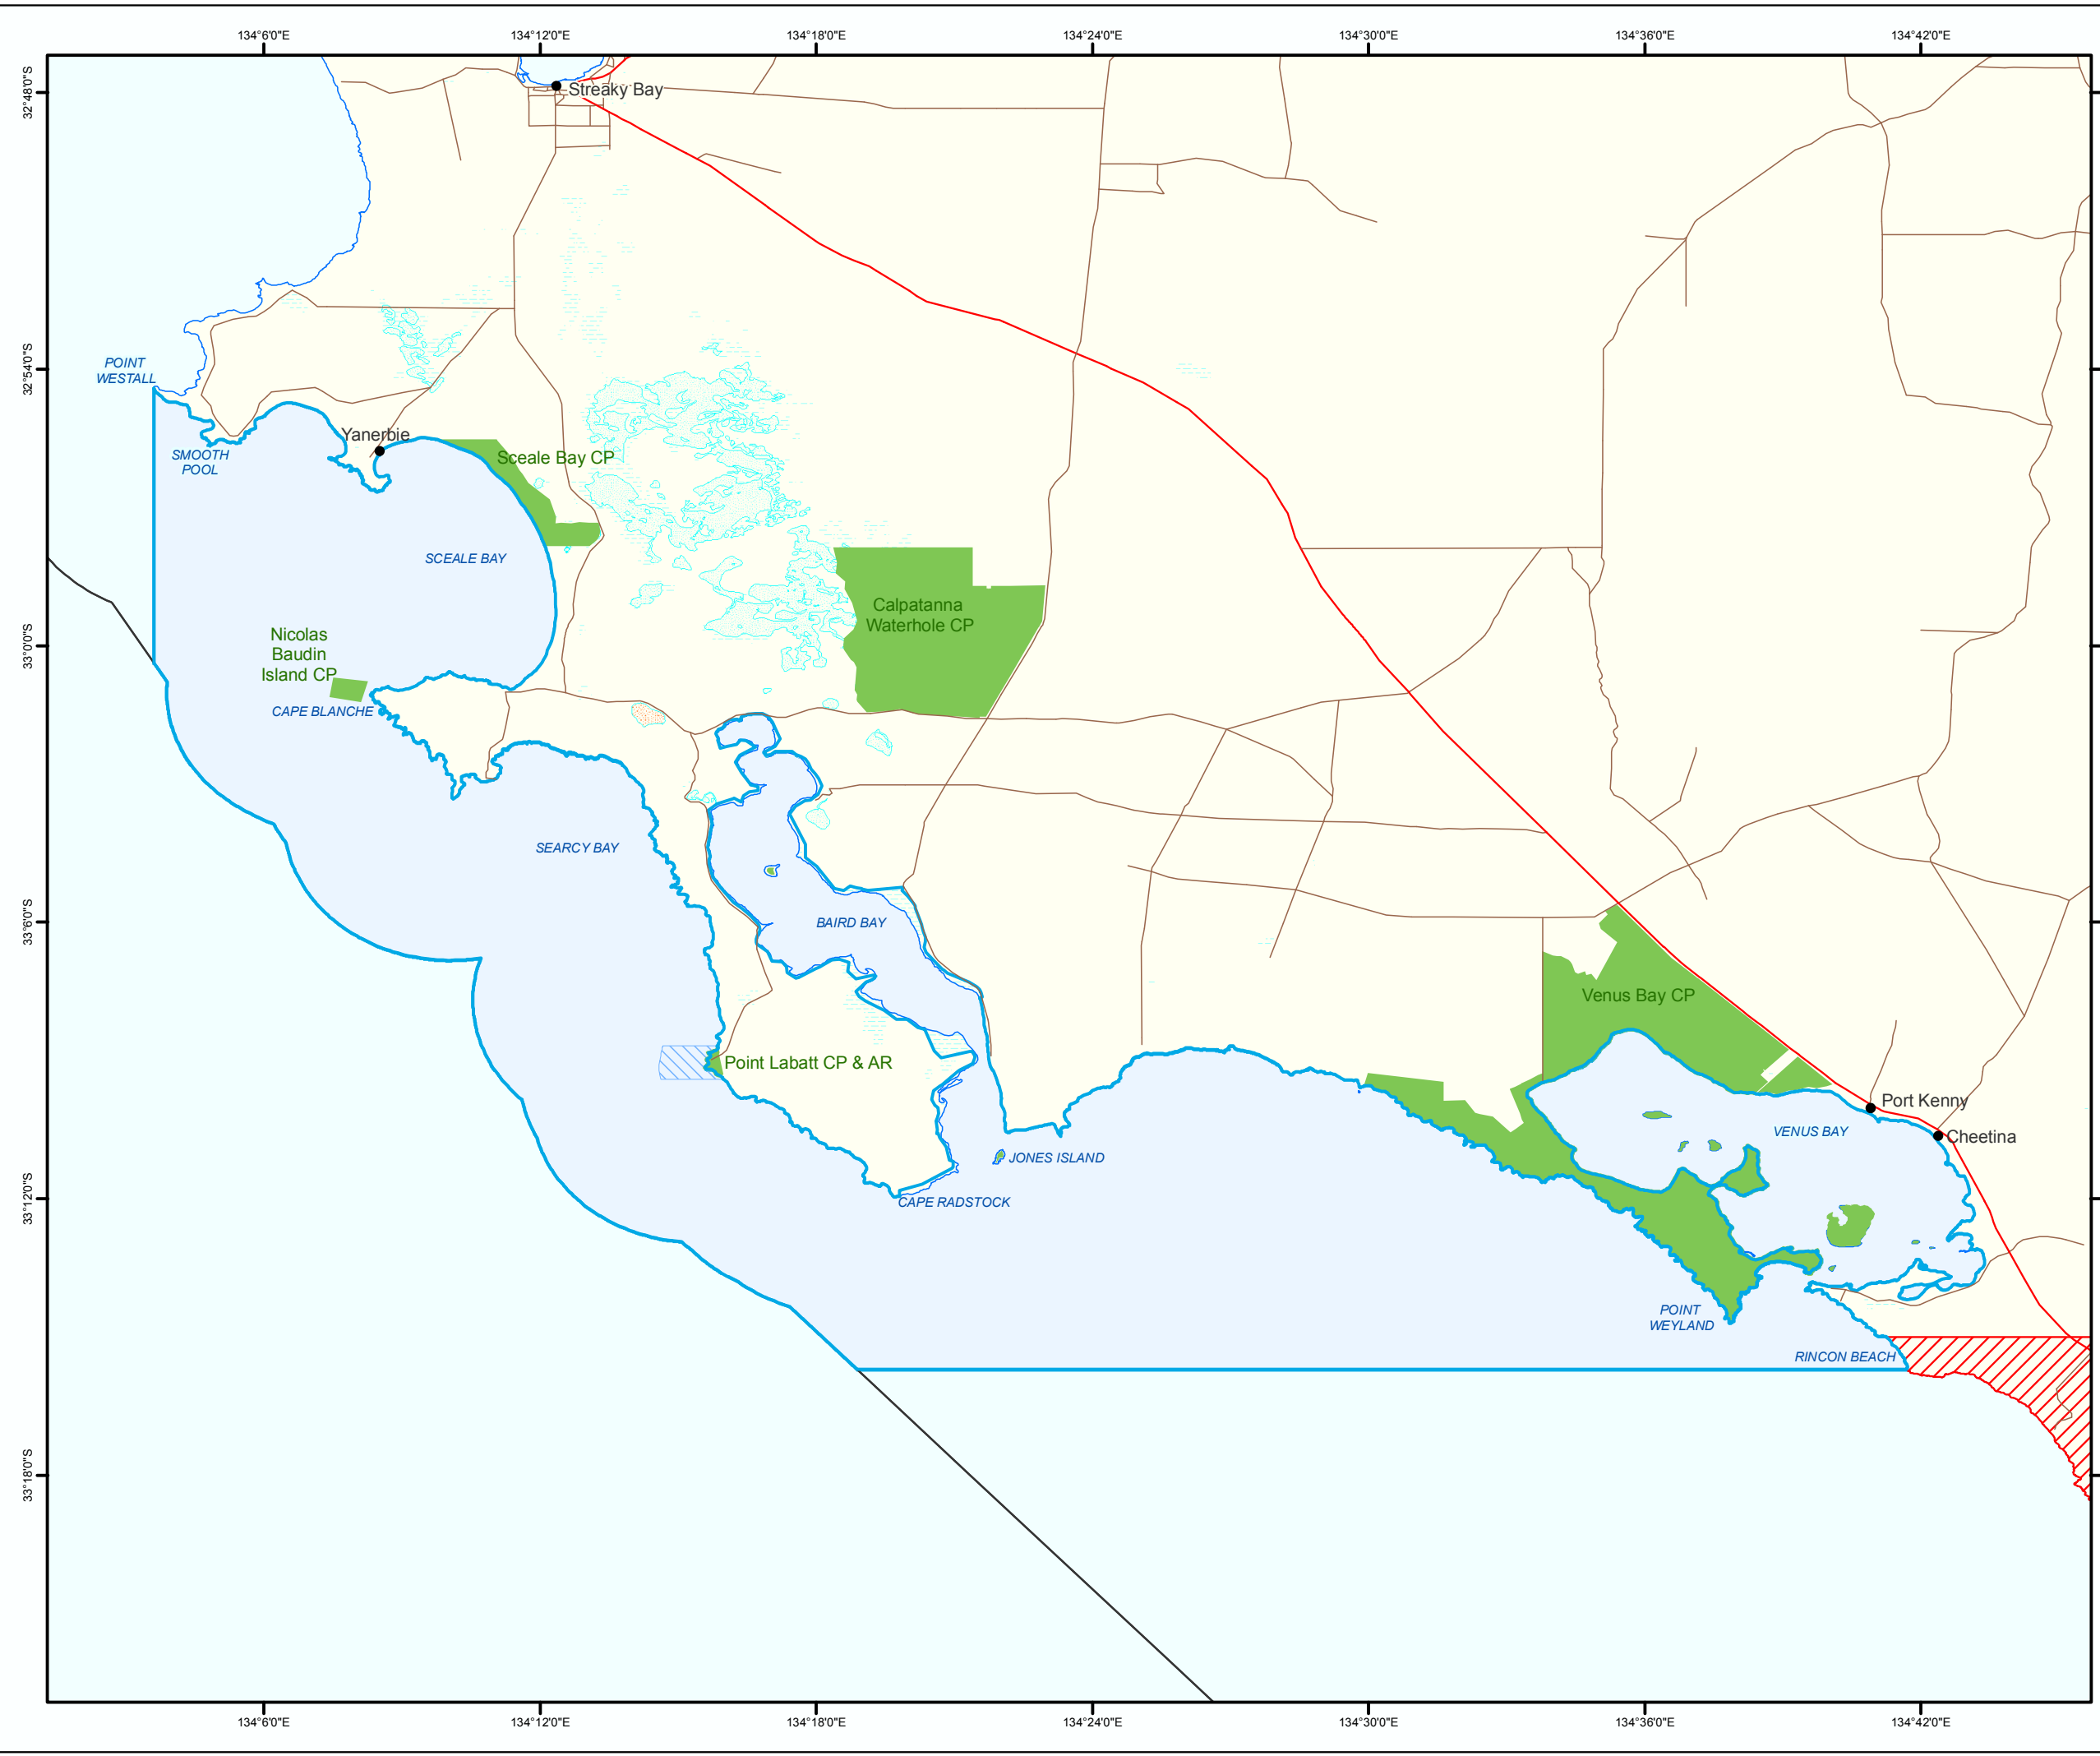 134°6'0"E
134°12'0"E
134°18'0"E
134°24'0"E
134°30'0"E
134°36'0"E
134°42'0"E
32°48'0"S
Streaky Bay
32°54'0"S
POINT
WESTALL
Yanerbie
SMOOTH
POOL
Sceale Bay CP
SCEALE BAY
Calpatanna
Waterhole CP
33°0'0"S
Nicolas
Baudin
Island CP
CAPE BLANCHE
SEARCY BAY
33°6'0"S
BAIRD BAY
Venus Bay CP
Point Labatt CP & AR
Port Kenny
VENUS BAY
Cheetina
JONES ISLAND
33°12'0"S
CAPE RADSTOCK
POINT
WEYLAND
RINCON BEACH
33°18'0"S
134°6'0"E
134°12'0"E
134°18'0"E
134°24'0"E
134°30'0"E
134°36'0"E
134°42'0"E